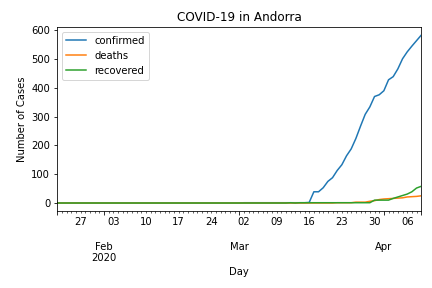 COVID-19 in Andorra
600
500
400
300
200
100
0
Number of Cases
confirmed
deaths
recovered
27 03 10 17 24 02 09 16 23 30 06
Feb Mar Apr
2020
Day